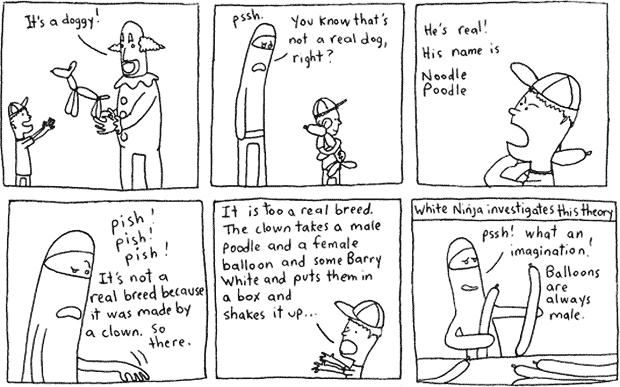 It's a doggy!
pssh.
You know that's
not a real dog,
right?
He's real!
His name is
Noodle
Poodle
pish!
pish!
pish!
It's not a
real breed because
it was made by
a clown. So
there.
It is too a real breed.
The clown takes a male
poodle and a female
balloon and some Barry
White and puts them in
a box and
shakes it up...
White Ninja investigates this theory
pssh! what an
imagination!
Balloons
are
always
male.